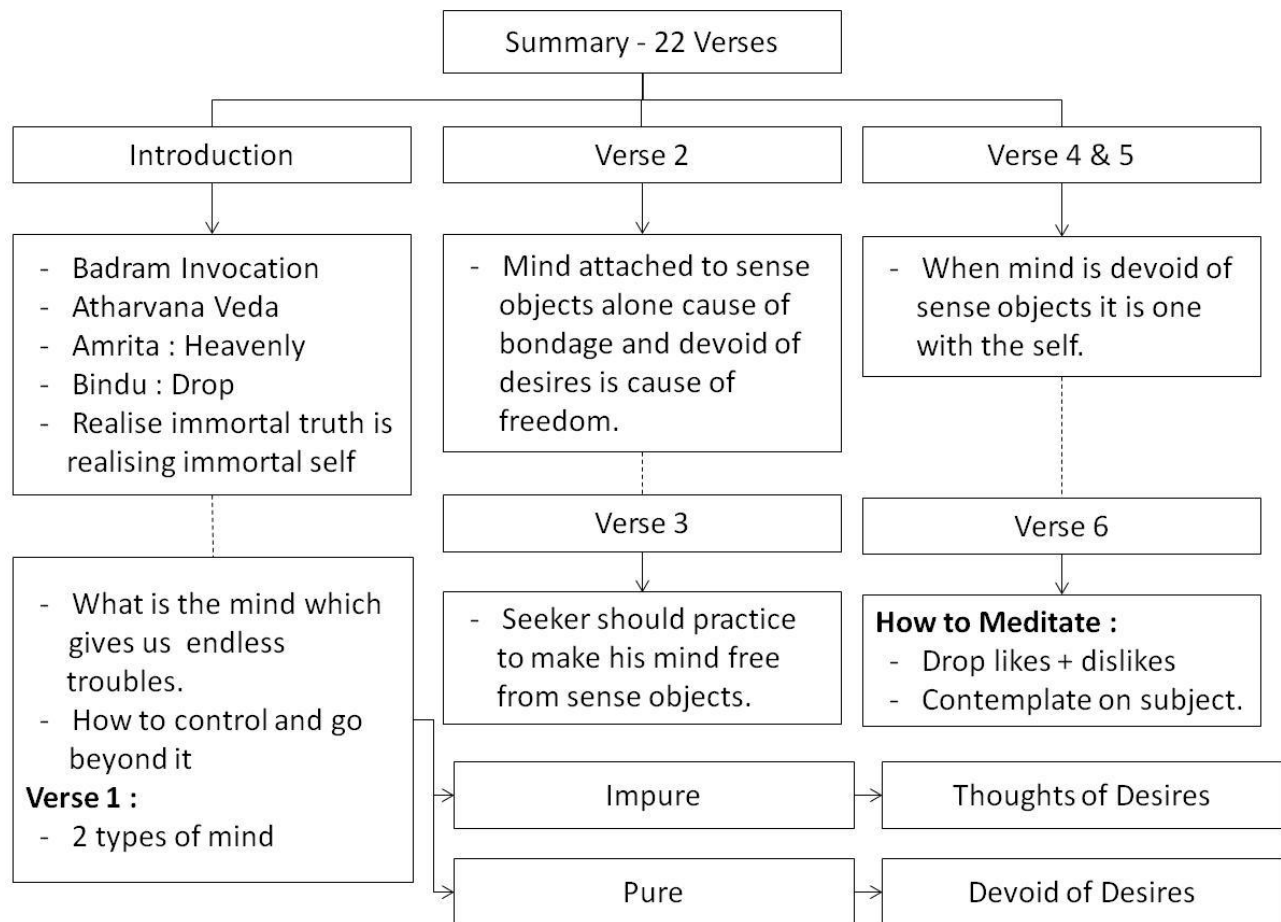 Summary - 22 Verses
Introduction
- Badram Invocation
- Atharvana Veda
- Amrita : Heavenly
- Bindu : Drop
- Realise immortal truth is
realising immortal self
- What is the mind which
gives us endless
troubles.
- How to control and go
beyond it
Verse 1 :
- 2 types of mind
Verse 2
- Mind attached to sense
objects alone cause of
bondage and devoid of
desires is cause of
freedom.
Verse 3
- Seeker should practice
to make his mind free
from sense objects.
Verse 4 & 5
- When mind is devoid of
sense objects it is one
with the self.
Verse 6
How to Meditate :
- Drop likes + dislikes
- Contemplate on subject.
Impure
Thoughts of Desires
Pure
Devoid of Desires